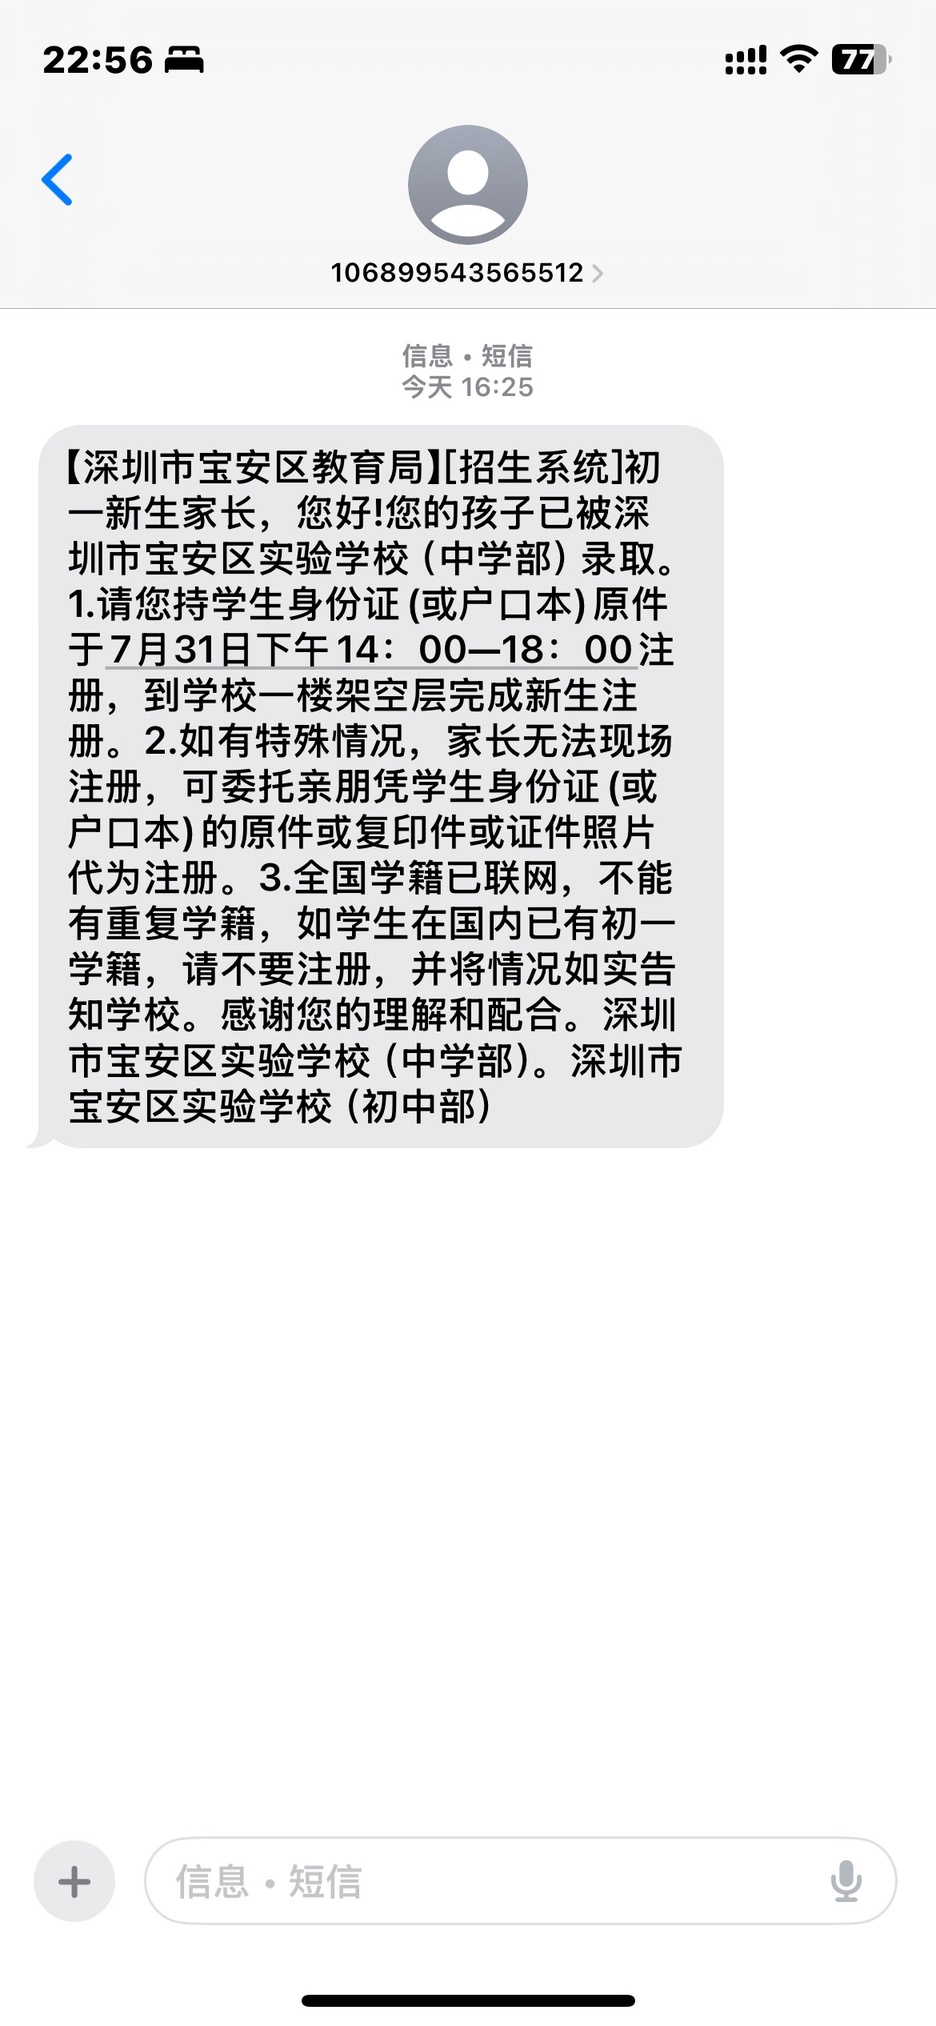 22:56
77
106899543565512
信息 • 短信
今天 16:25
【深圳市宝安区教育局】[招生系统]初
一新生家长，您好!您的孩子已被深
圳市宝安区实验学校（中学部）录取。
1.请您持学生身份证(或户口本)原件
于7月31日下午14：00—18：00注
册，到学校一楼架空层完成新生注
册。2.如有特殊情况，家长无法现场
注册，可委托亲朋凭学生身份证(或
户口本)的原件或复印件或证件照片
代为注册。3.全国学籍已联网，不能
有重复学籍，如学生在国内已有初一
学籍，请不要注册，并将情况如实告
知学校。感谢您的理解和配合。深圳
市宝安区实验学校（中学部）。深圳市
宝安区实验学校（初中部）
信息 • 短信